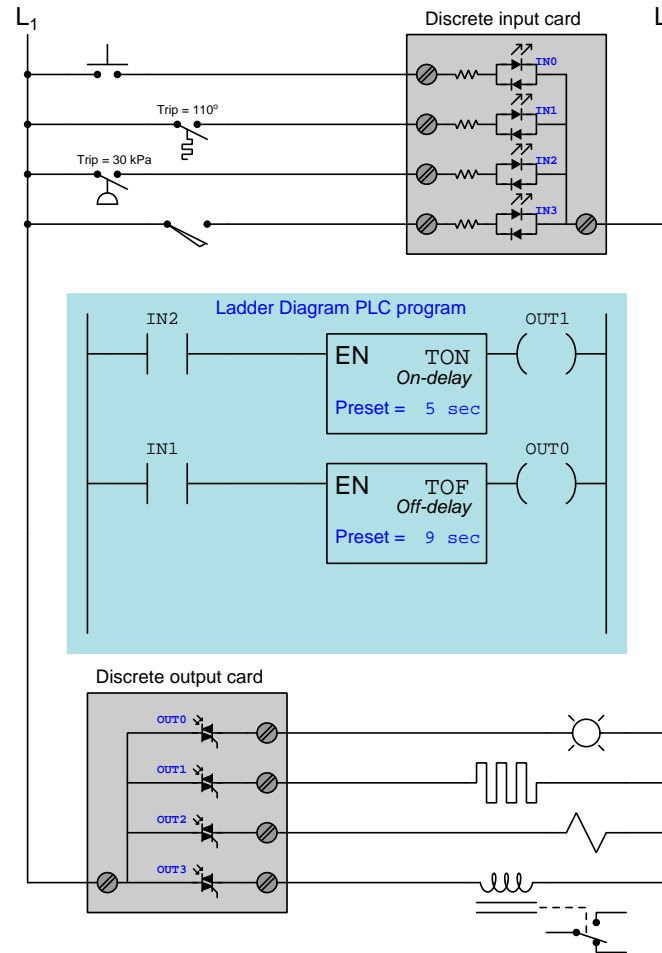 L1
Discrete input card
L
IN0
Trip = 110°
IN1
Trip = 30 kPa
IN2
IN3
Ladder Diagram PLC program
IN2
OUT1
EN TON
On-delay
Preset = 5 sec
IN1
OUT0
EN TOF
Off-delay
Preset = 9 sec
Discrete output card
OUT0
OUT1
OUT2
OUT3